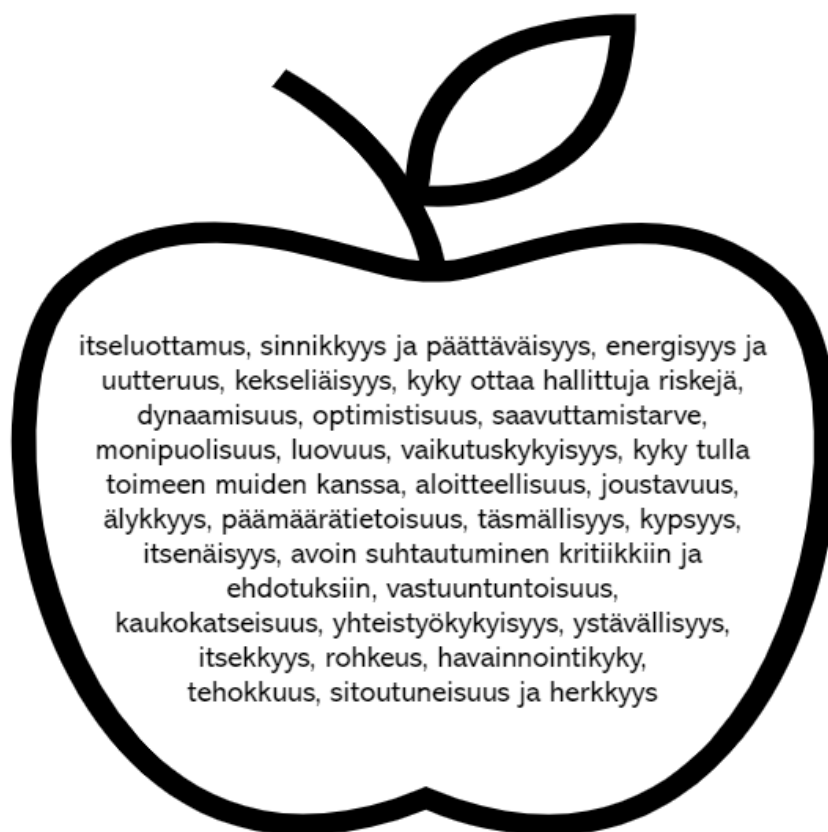 itseluottamus, sinnikkyys ja päättäväisyys, energisyys ja
uutteruus, kekseliäisyys, kyky ottaa hallittuja riskejä,
dynaamisuus, optimistisuus, saavuttamistarve,
monipuolisuus, luovuus, vaikutuskykyisyys, kyky tulla
toimeen muiden kanssa, aloitteellisuus, joustavuus,
älykkyys, päämäärätietoisuus, täsmällisyys, kypsyys,
itsenäisyys, avoin suhtautuminen kritiikkiin ja
ehdotuksiin, vastuuntuntoisuus,
kaukokatseisuus, yhteistyökykyisyys, ystävällisyys,
itsekkyys, rohkeus, havainnointikyky,
tehokkuus, sitoutuneisuus ja herkkyys